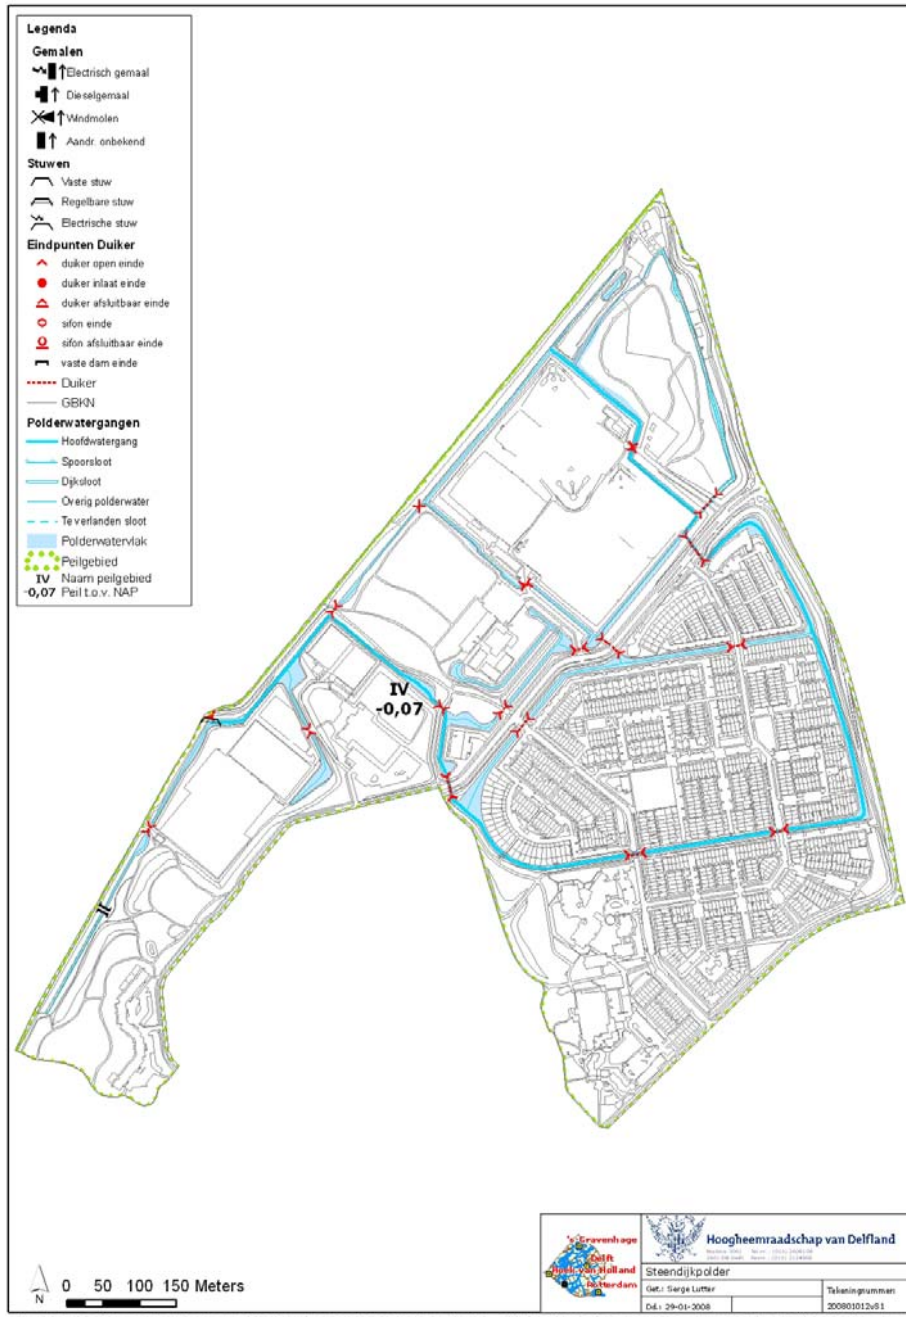 Legenda
Gemalen
Electrisch gemaal
Dieselgemaal
Windmolen
Aandr. onbekend
Stuwen
Vaste stuw
Regelbare stuw
Electrische stuw
Eindpunten Duiker
duiker open einde
duiker inlaat einde
duiker afsluitbaar einde
sifon einde
sifon afsluitbaar einde
vaste dam einde
Duiker
GBKN
Polderwatergangen
Hoofdwatergang
Spoorsloot
Dijksloot
Overig polderwater
Te verlanden sloot
Polderwatervlak
Peilgebied
IV Naam peilgebied
-0,07 Peil t.o.v. NAP
IV
-0,07
N
0 50 100 150 Meters
's-Gravenhage
Delft
Hoek van Holland
Rotterdam
Hoogheemraadschap van Delfland
Steendijkpolder
Get.: Serge Lutter
Tekeningnummer:
Dd.: 29-01-2008
200801012vS1